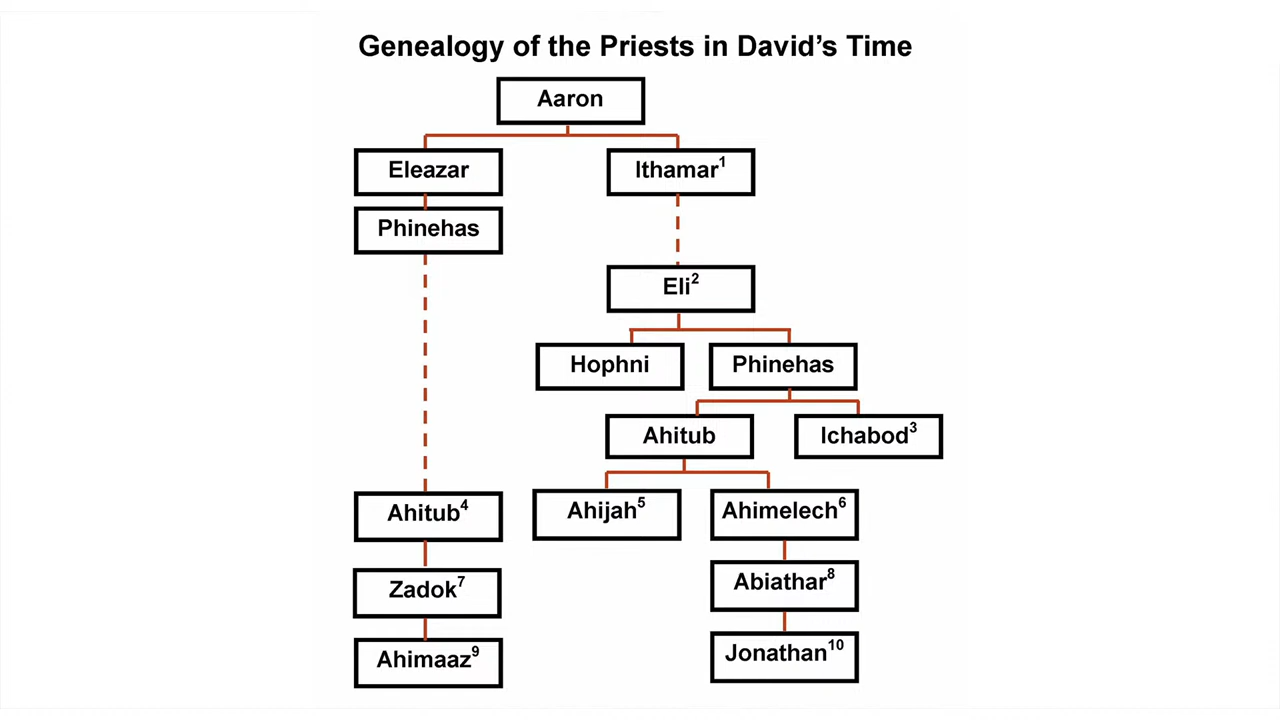 Genealogy of the Priests in David’s Time
Aaron
Eleazar
Ithamar¹
Phinehas
Eli²
Hophni
Phinehas
Ahitub
Ichabod³
Ahitub⁴
Ahijah⁵
Ahimelech⁶
Zadok⁷
Abiathar⁸
Ahimaaz⁹
Jonathan¹⁰